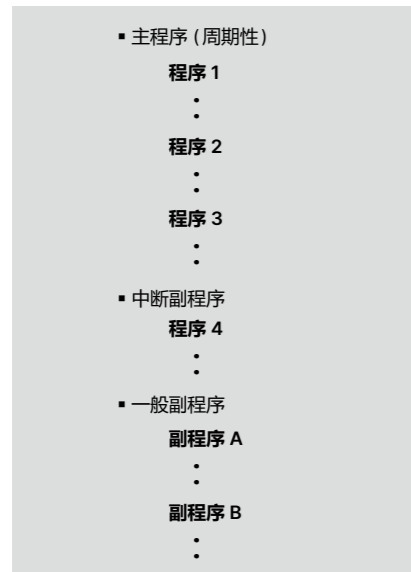 ▪ 主程序 (周期性)
程序 1
:
程序 2
:
程序 3
:
▪ 中断副程序
程序 4
:
▪ 一般副程序
副程序 A
:
副程序 B
: